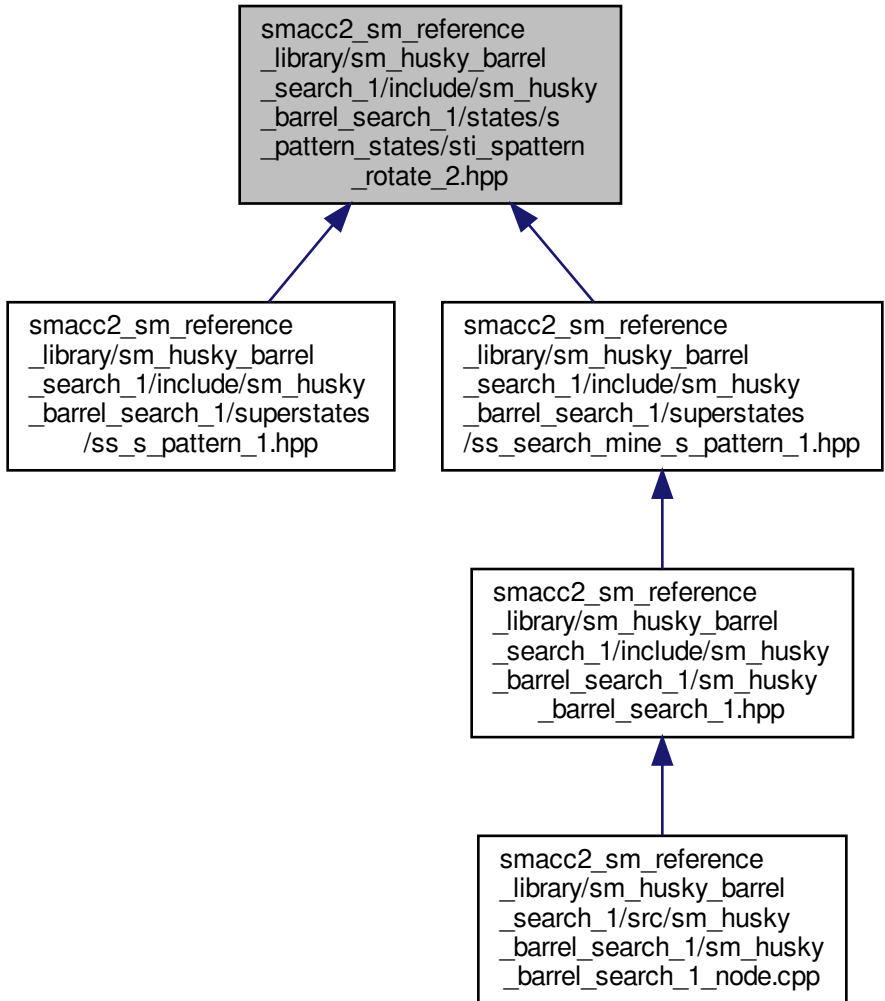 smacc2_sm_reference
_library/sm_husky_barrel
_search_1/include/sm_husky
_barrel_search_1/states/s
_pattern_states/sti_spattern
_rotate_2.hpp
smacc2_sm_reference
_library/sm_husky_barrel
_search_1/include/sm_husky
_barrel_search_1/superstates
/ss_s_pattern_1.hpp
smacc2_sm_reference
_library/sm_husky_barrel
_search_1/include/sm_husky
_barrel_search_1/superstates
/ss_search_mine_s_pattern_1.hpp
smacc2_sm_reference
_library/sm_husky_barrel
_search_1/include/sm_husky
_barrel_search_1/sm_husky
_barrel_search_1.hpp
smacc2_sm_reference
_library/sm_husky_barrel
_search_1/src/sm_husky
_barrel_search_1/sm_husky
_barrel_search_1_node.cpp